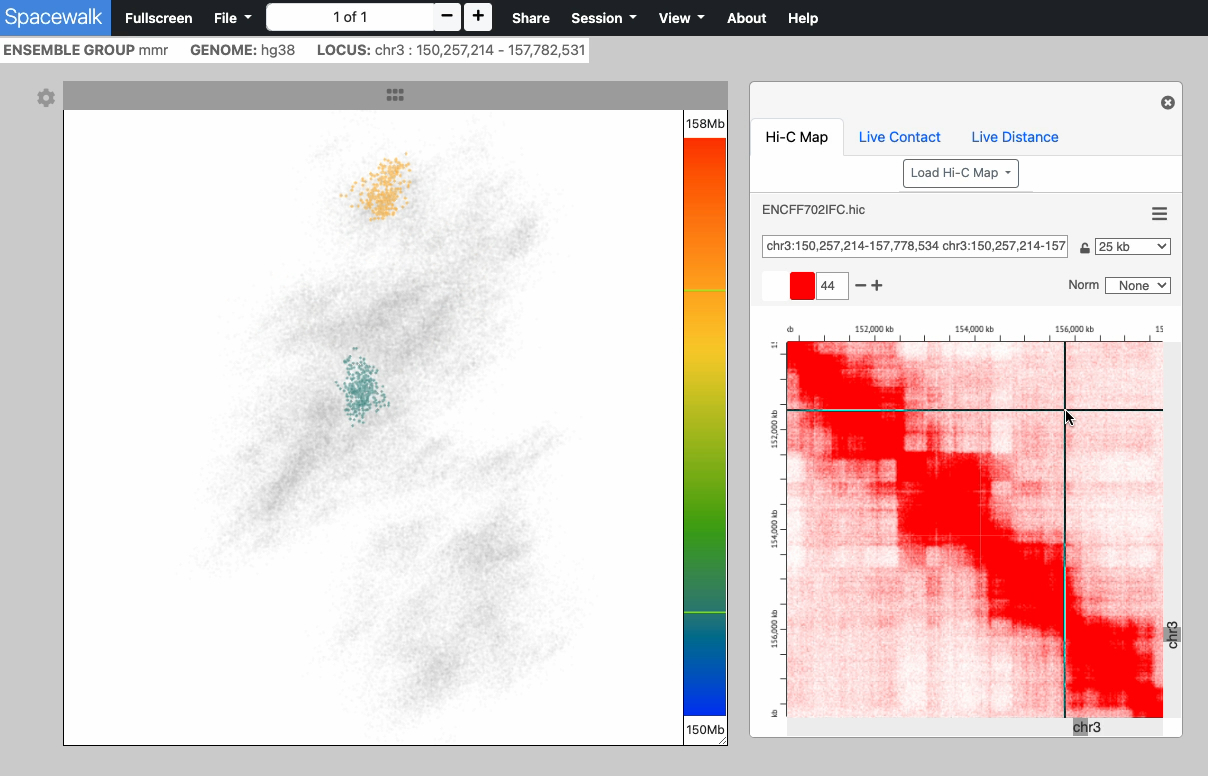 Spacewalk Fullscreen File 1 of 1 − + Share Session View About Help
ENSEMBLE GROUP mmr GENOME: hg38 LOCUS: chr3 : 150,257,214 - 157,782,531
158Mb
150Mb
Hi-C Map Live Contact Live Distance
Load Hi-C Map
ENCFF702IFC.hic
chr3:150,257,214-157,778,534 chr3:150,257,214-157 25 kb
44 − + Norm None
cb 152,000 kb 154,000 kb 156,000 kb 15
152,000 kb
154,000 kb
156,000 kb
kb
chr3
chr3